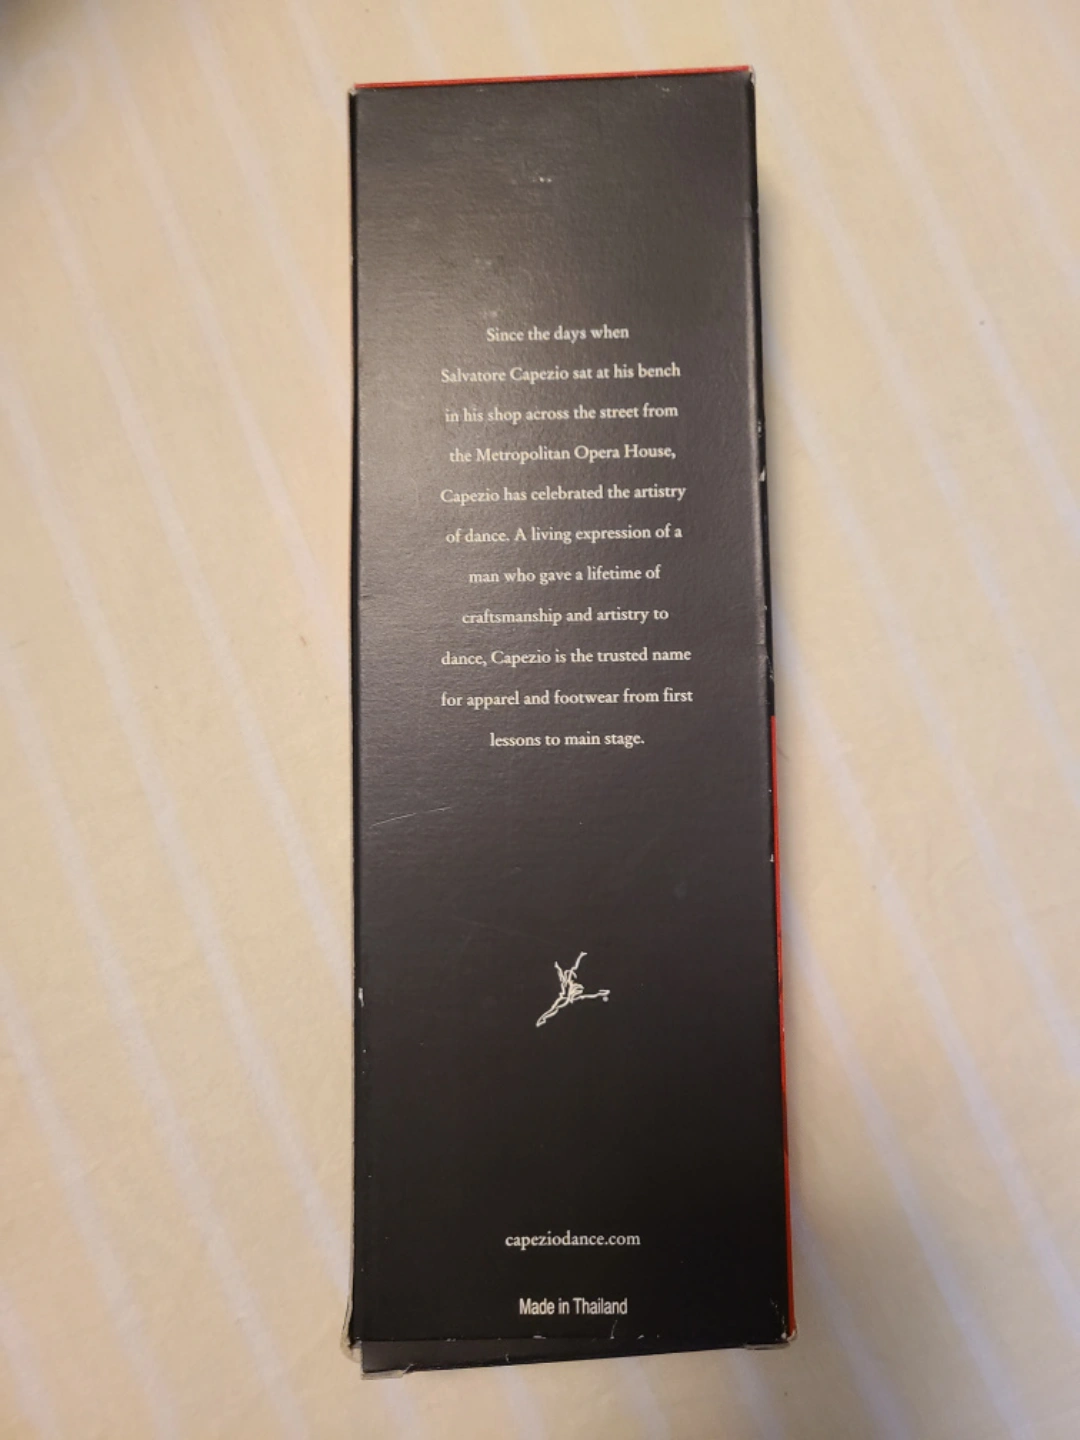 Since the days when
Salvatore Capezio sat at his bench
in his shop across the street from
the Metropolitan Opera House,
Capezio has celebrated the artistry
of dance. A living expression of a
man who gave a lifetime of
craftsmanship and artistry to
dance, Capezio is the trusted name
for apparel and footwear from first
lessons to main stage.
capeziodance.com
Made in Thailand